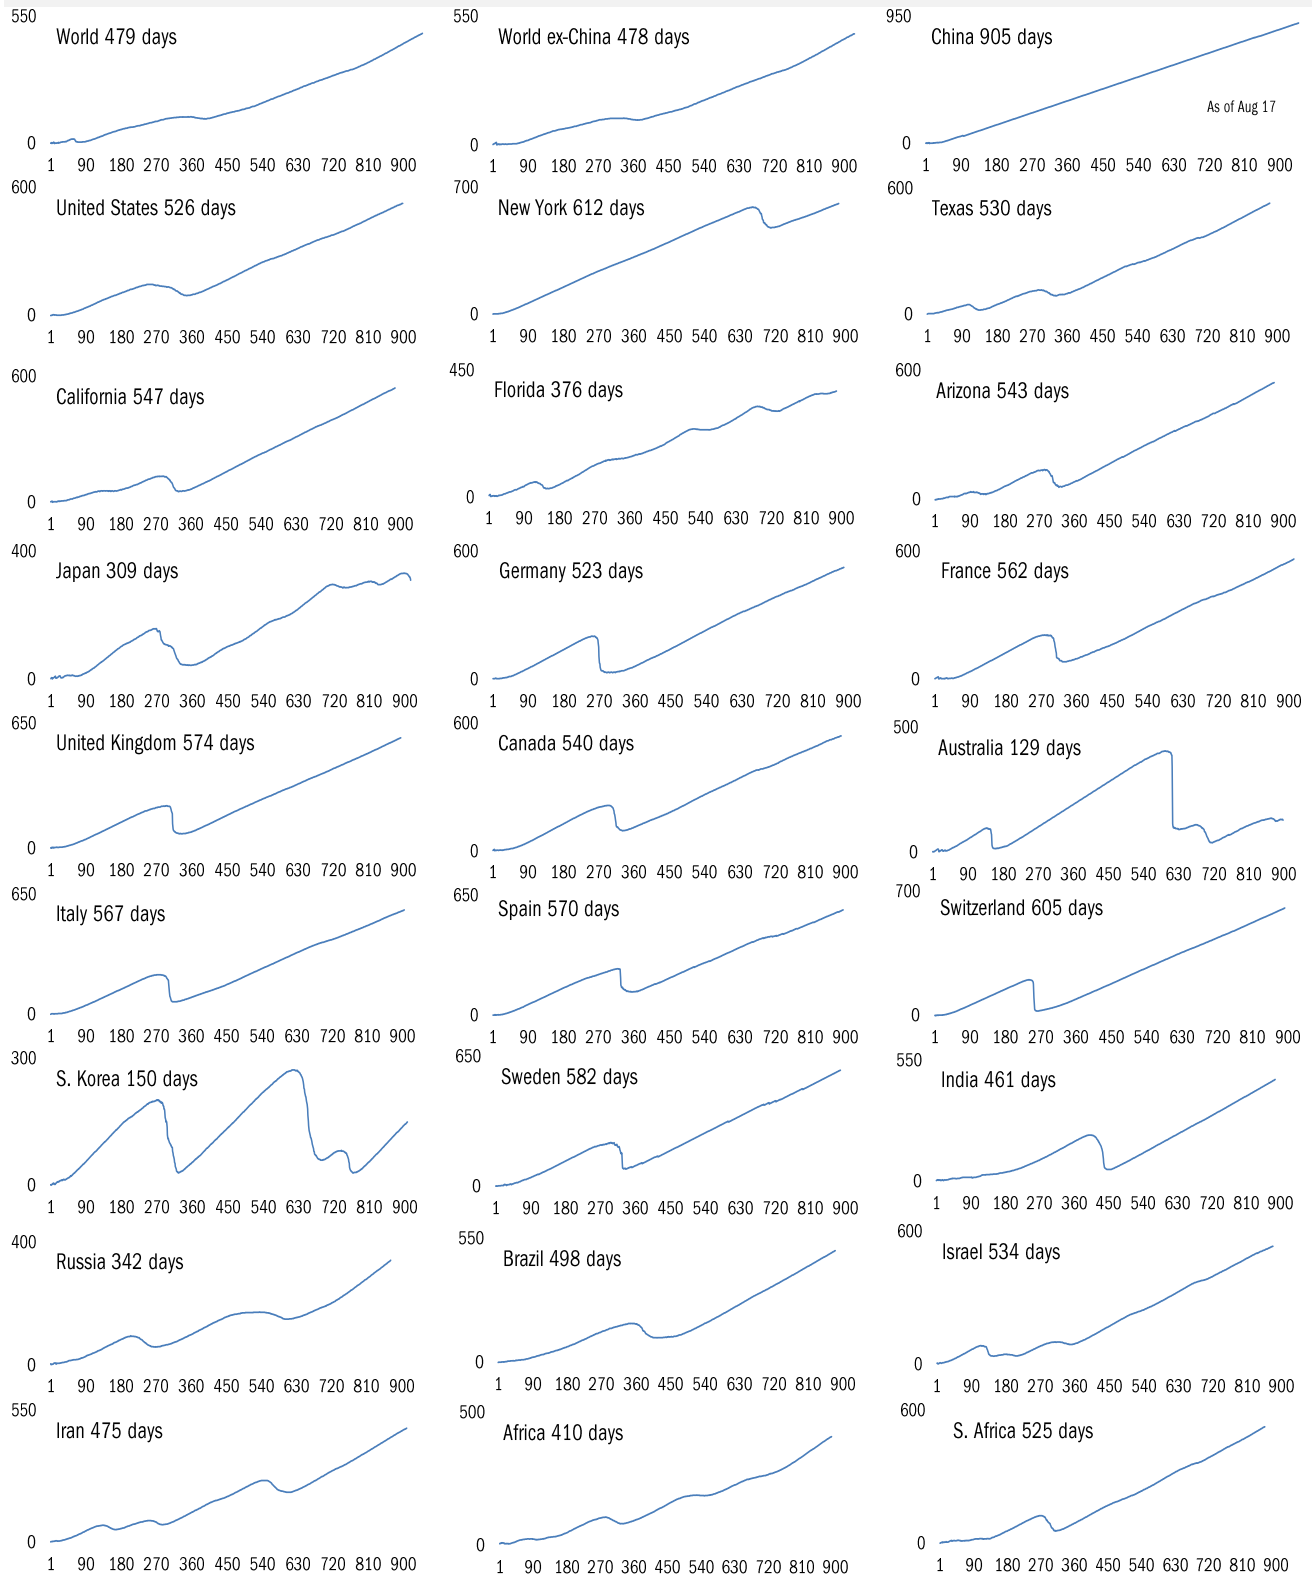 550 550 950
World 479 days World ex-China 478 days China 905 days
As of Aug 17
0 0 0
1 90 180 270 360 450 540 630 720 810 900 1 90 180 270 360 450 540 630 720 810 900 1 90 180 270 360 450 540 630 720 810 900
600 700 600
United States 526 days New York 612 days Texas 530 days
0 0 0
1 90 180 270 360 450 540 630 720 810 900 1 90 180 270 360 450 540 630 720 810 900 1 90 180 270 360 450 540 630 720 810 900
600 450 600
California 547 days Florida 376 days Arizona 543 days
0 0 0
1 90 180 270 360 450 540 630 720 810 900 1 90 180 270 360 450 540 630 720 810 900 1 90 180 270 360 450 540 630 720 810 900
400 600 600
Japan 309 days Germany 523 days France 562 days
0 0 0
1 90 180 270 360 450 540 630 720 810 900 1 90 180 270 360 450 540 630 720 810 900 1 90 180 270 360 450 540 630 720 810 900
650 600 500
United Kingdom 574 days Canada 540 days Australia 129 days
0 0 0
1 90 180 270 360 450 540 630 720 810 900 1 90 180 270 360 450 540 630 720 810 900 1 90 180 270 360 450 540 630 720 810 900
650 650 700
Italy 567 days Spain 570 days Switzerland 605 days
0 0 0
1 90 180 270 360 450 540 630 720 810 900 1 90 180 270 360 450 540 630 720 810 900 1 90 180 270 360 450 540 630 720 810 900
300 650 550
S. Korea 150 days Sweden 582 days India 461 days
0 0 0
1 90 180 270 360 450 540 630 720 810 900 1 90 180 270 360 450 540 630 720 810 900 1 90 180 270 360 450 540 630 720 810 900
400 550 600
Russia 342 days Brazil 498 days Israel 534 days
0 0 0
1 90 180 270 360 450 540 630 720 810 900 1 90 180 270 360 450 540 630 720 810 900 1 90 180 270 360 450 540 630 720 810 900
550 500 600
Iran 475 days Africa 410 days S. Africa 525 days
0 0 0
1 90 180 270 360 450 540 630 720 810 900 1 90 180 270 360 450 540 630 720 810 900 1 90 180 270 360 450 540 630 720 810 900